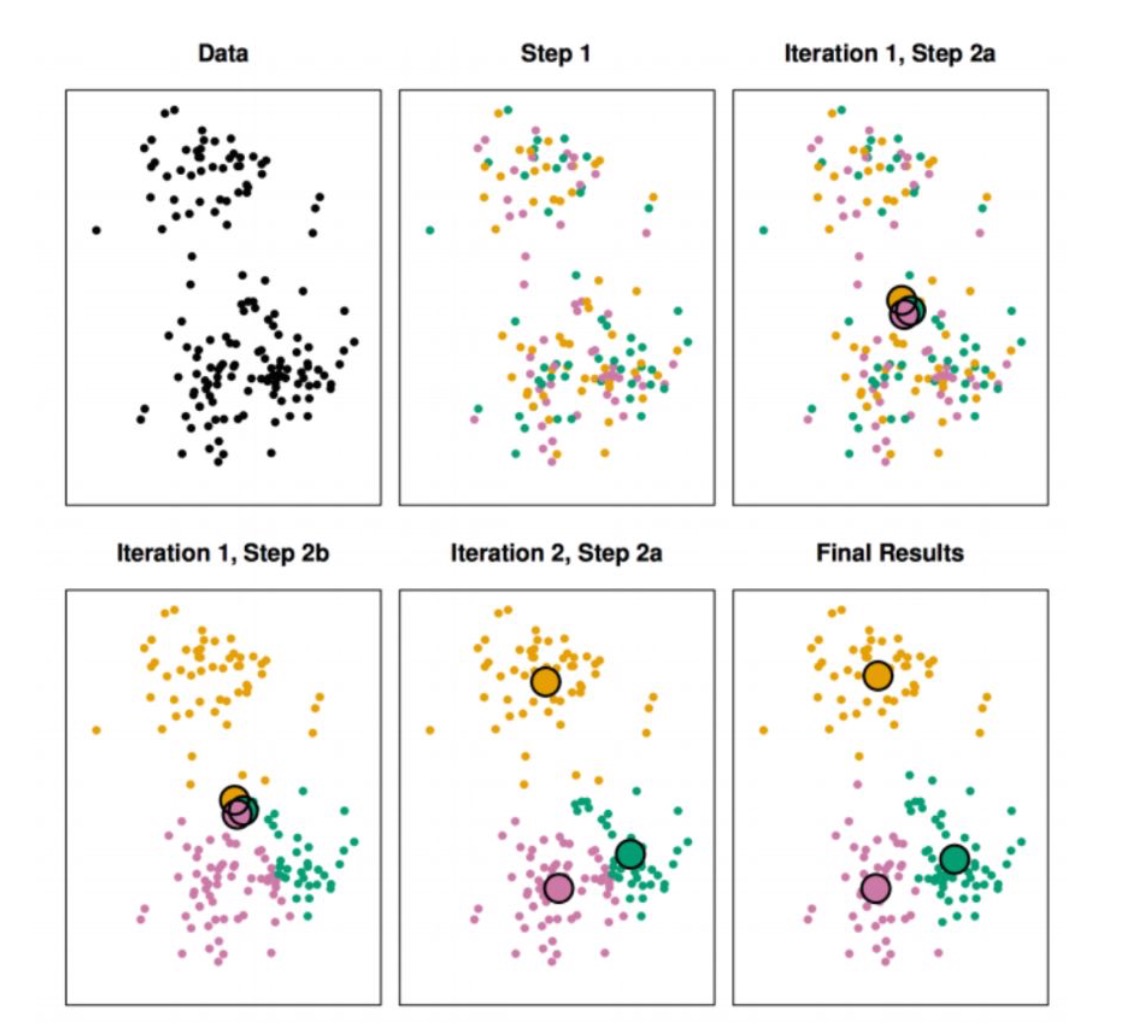 Data
Step 1
Iteration 1, Step 2a
Iteration 1, Step 2b
Iteration 2, Step 2a
Final Results